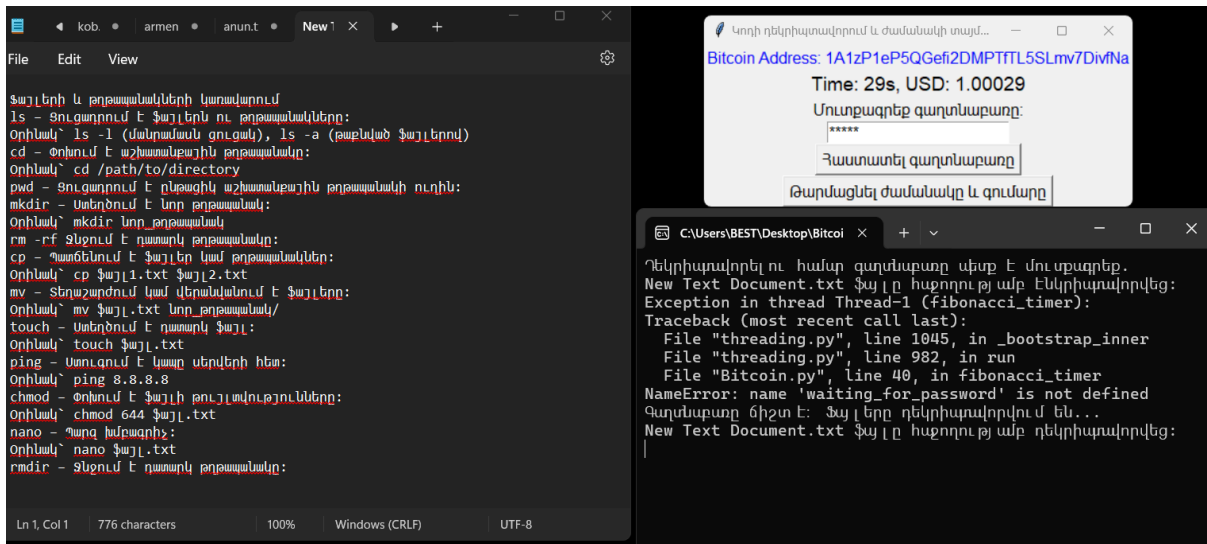 kob.
armen
anun.t
New T
File Edit View
Ֆայլերի և թղթապանակների կառավարում
ls – Ցուցադրում է ֆայլերն ու թղթապանակները:
Օրինակ` ls -l (մանրամասն ցուցակ), ls -a (թաքնված ֆայլերով)
cd – Փոխում է աշխատանքային թղթապանակը:
Օրինակ` cd /path/to/directory
pwd – Ցուցադրում է ընթացիկ աշխատանքային թղթապանակի ուղին:
mkdir – Ստեղծում է նոր թղթապանակ:
Օրինակ` mkdir նոր_թղթապանակ
rm -rf Ջնջում է դատարկ թղթապանակը:
cp – Պատճենում է ֆայլեր կամ թղթապանակներ:
Օրինակ` cp ֆայլ1.txt ֆայլ2.txt
mv – Տեղաշարժում կամ վերանվանում է ֆայլերը:
Օրինակ` mv ֆայլ.txt նոր_թղթապանակ/
touch – Ստեղծում է դատարկ ֆայլ:
Օրինակ` touch ֆայլ.txt
ping – Ստուգում է կապը սերվերի հետ:
Օրինակ` ping 8.8.8.8
chmod – Փոխում է ֆայլի թույլտվությունները:
Օրինակ` chmod 644 ֆայլ.txt
nano – Պարզ խմբագրիչ:
Օրինակ` nano ֆայլ.txt
rmdir – Ջնջում է դատարկ թղթապանակը:
Ln 1, Col 1 776 characters 100% Windows (CRLF) UTF-8
Կոդի դեկրիպտավորում և ժամանակի տայմ...
Bitcoin Address: 1A1zP1eP5QGefi2DMPTfTL5SLmv7DivfNa
Time: 29s, USD: 1.00029
Մուտքագրեք գաղտնաբառը:
*****
Հաստատել գաղտնաբառը
Թարմացնել ժամանակը և գումարը
C:\Users\BEST\Desktop\Bitcoi
Դեկրիպտավորելու համար գաղտնաբառը պետք է մուտքագրեք.
New Text Document.txt ֆայլը հաջողությամբ էնկրիպտավորվեց:
Exception in thread Thread-1 (fibonacci_timer):
Traceback (most recent call last):
File "threading.py", line 1045, in _bootstrap_inner
File "threading.py", line 982, in run
File "Bitcoin.py", line 40, in fibonacci_timer
NameError: name 'waiting_for_password' is not defined
Գաղտնաբառը ճիշտ է: Ֆայլերը դեկրիպտավորվում են...
New Text Document.txt ֆայլը հաջողությամբ դեկրիպտավորվեց: